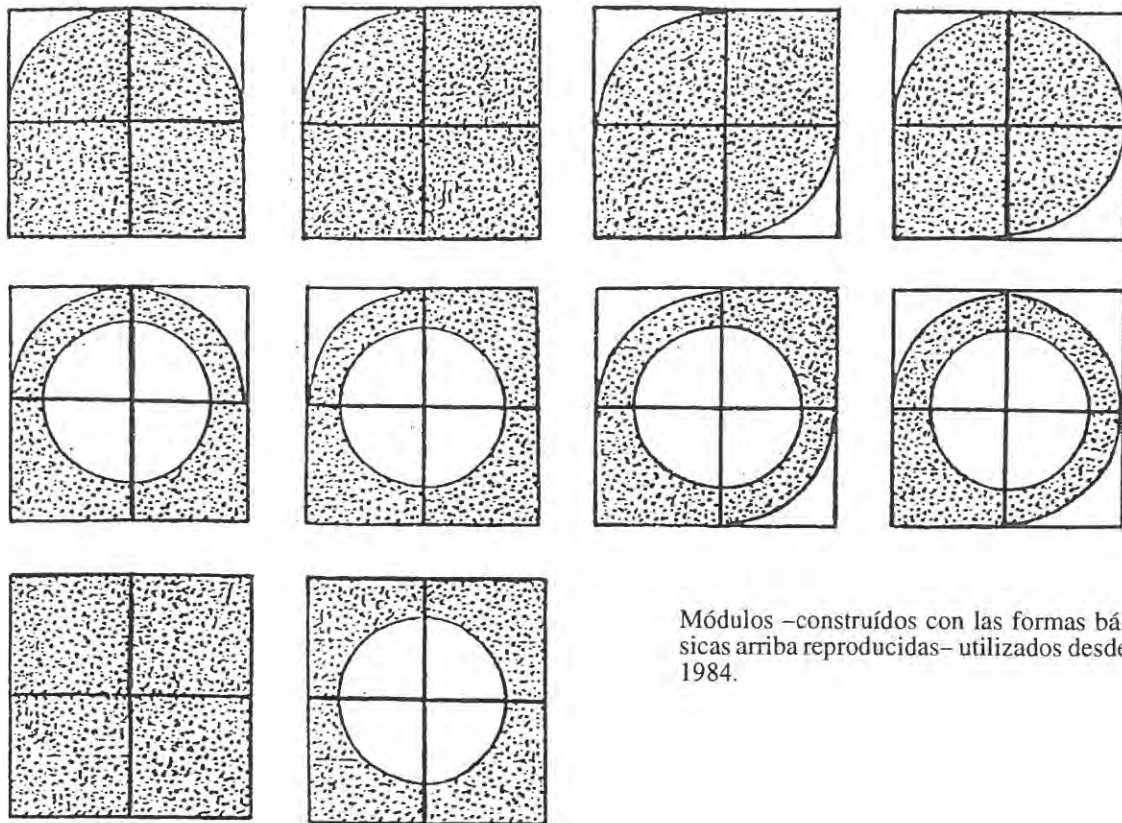 Módulos –construídos con las formas bá-
sicas arriba reproducidas– utilizados desde
1984.